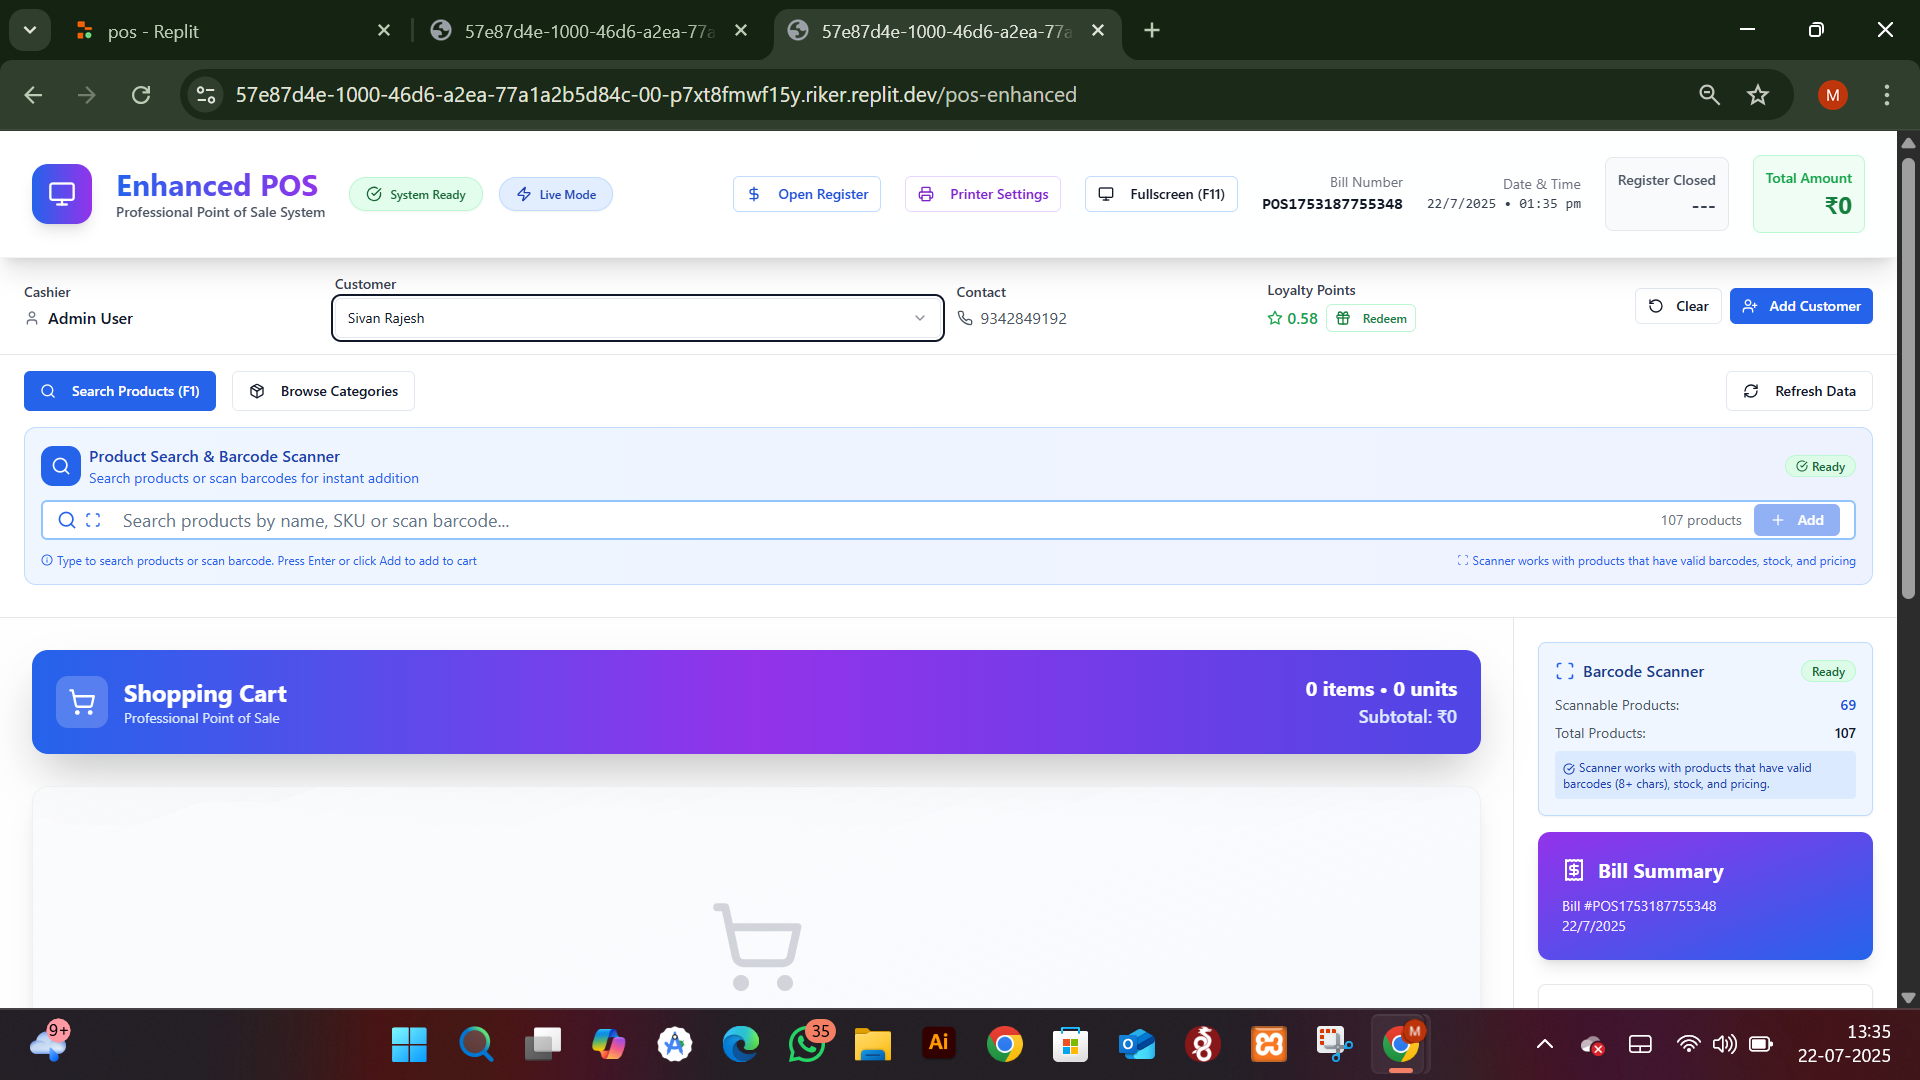 pos - Replit
57e87d4e-1000-46d6-a2ea-77a
57e87d4e-1000-46d6-a2ea-77a
57e87d4e-1000-46d6-a2ea-77a1a2b5d84c-00-p7xt8fmwf15y.riker.replit.dev/pos-enhanced
M
Enhanced POS
Professional Point of Sale System
System Ready
Live Mode
Open Register
Printer Settings
Fullscreen (F11)
Bill Number
POS1753187755348
Date & Time
22/7/2025 • 01:35 pm
Register Closed
---
Total Amount
₹0
Cashier
Admin User
Customer
Sivan Rajesh
Contact
9342849192
Loyalty Points
0.58
Redeem
Clear
Add Customer
Search Products (F1)
Browse Categories
Refresh Data
Product Search & Barcode Scanner
Search products or scan barcodes for instant addition
Ready
Search products by name, SKU or scan barcode...
107 products
+ Add
Type to search products or scan barcode. Press Enter or click Add to add to cart
Scanner works with products that have valid barcodes, stock, and pricing
Shopping Cart
Professional Point of Sale
0 items • 0 units
Subtotal: ₹0
Barcode Scanner
Ready
Scannable Products:
69
Total Products:
107
Scanner works with products that have valid
barcodes (8+ chars), stock, and pricing.
Bill Summary
Bill #POS1753187755348
22/7/2025
9+
35
Ai
M
13:35
22-07-2025